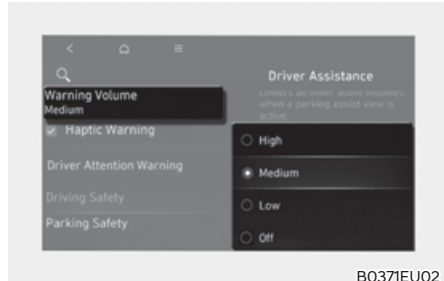 Driver Assistance
Warning Volume
Medium
Lowers all other audio volumes
when a parking assist view is
active.
Haptic Warning
Driver Attention Warning
Driving Safety
Parking Safety
High
Medium
Low
Off
B0371EU02